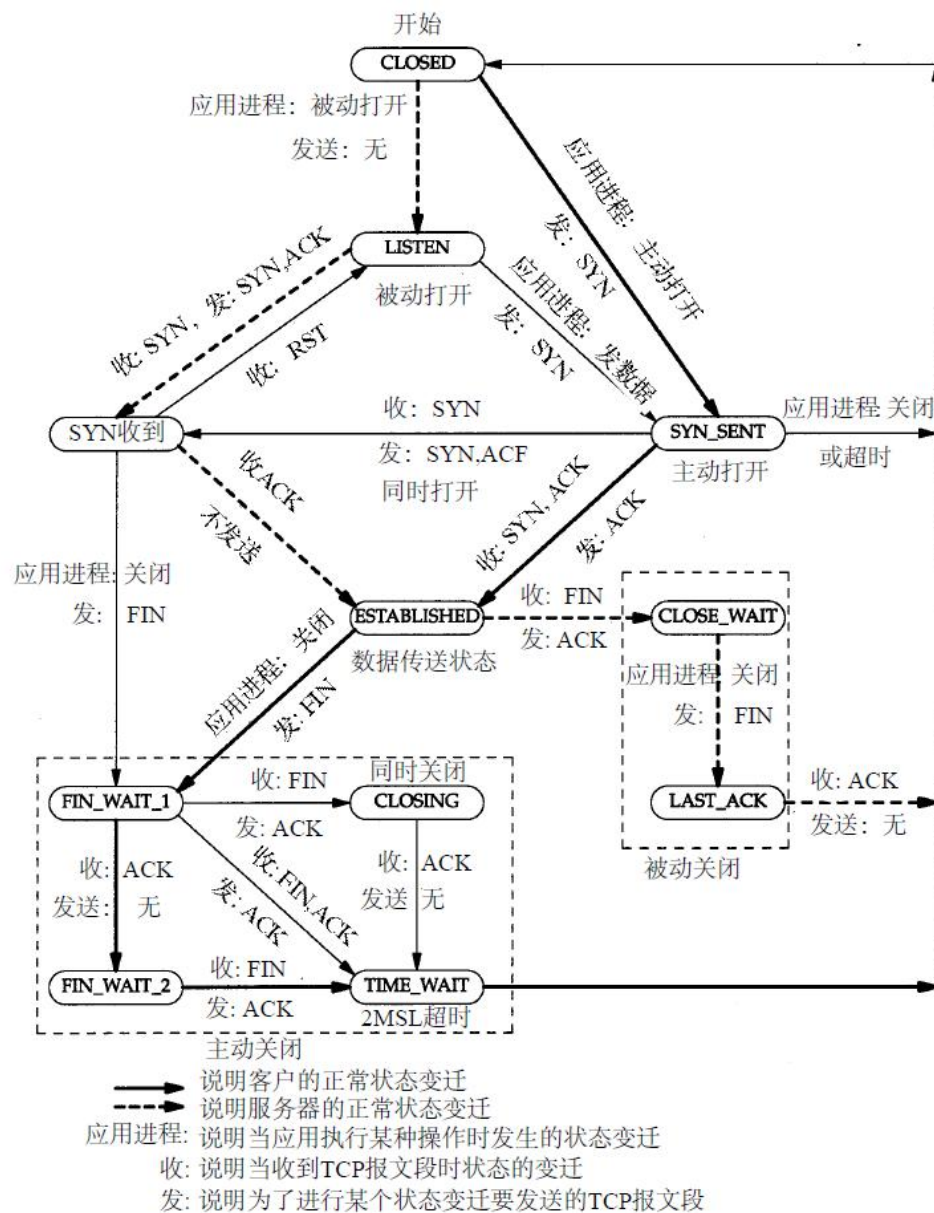 开始
CLOSED
应用进程：被动打开
发送：无
应用进程：主动打开
发：SYN
LISTEN
被动打开
收：SYN，发：SYN,ACK
收：RST
应用进程：发数据
发：SYN
SYN收到
收：SYN
发：SYN,ACF
同时打开
SYN_SENT
主动打开
应用进程：关闭
或超时
收ACK
不发送
收：SYN, ACK
发：ACK
应用进程：关闭
发：FIN
ESTABLISHED
数据传送状态
收：FIN
发：ACK
CLOSE_WAIT
应用进程 关闭
发： FIN
应用进程：关闭
发：FIN
LAST_ACK
收：ACK
发送：无
被动关闭
FIN_WAIT_1
收：FIN
发：ACK
同时关闭
CLOSING
收：ACK
发送：无
收：FIN,ACK
发：ACK
收：ACK
发送 无
FIN_WAIT_2
收：FIN
发：ACK
TIME_WAIT
2MSL超时
主动关闭
说明客户的正常状态变迁
说明服务器的正常状态变迁
应用进程：说明当应用执行某种操作时发生的状态变迁
收：说明当收到TCP报文段时状态的变迁
发：说明为了进行某个状态变迁要发送的TCP报文段